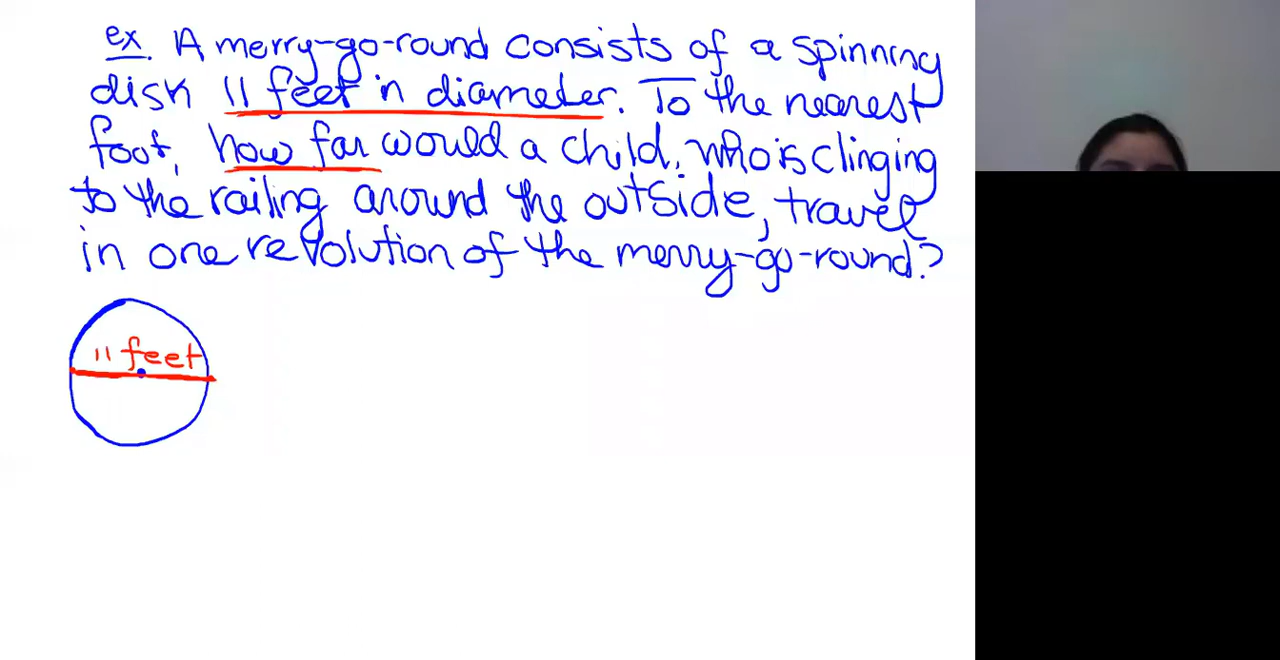 ex. A merry-go-round consists of a spinning
disk 11 feet in diameter. To the nearest
foot, how far would a child, who is clinging
to the railing around the outside, travel
in one revolution of the merry-go-round?
11 feet